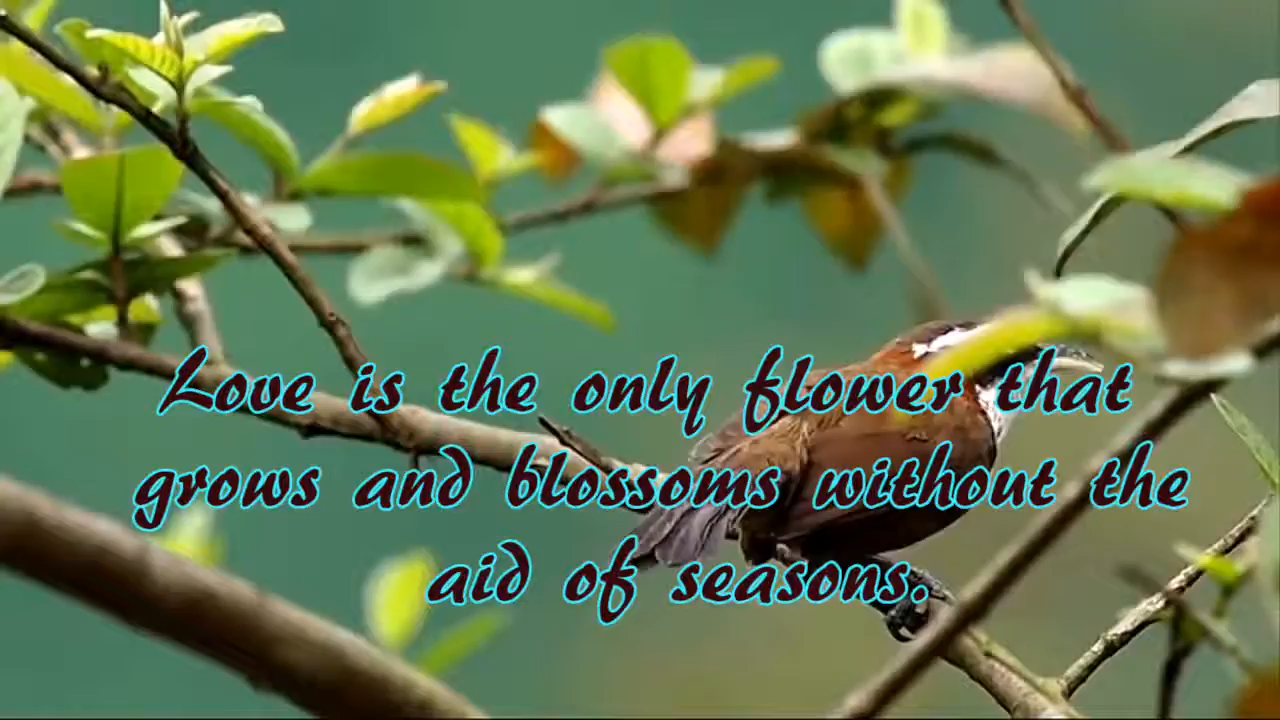 Love is the only flower that
grows and blossoms without the
aid of seasons.